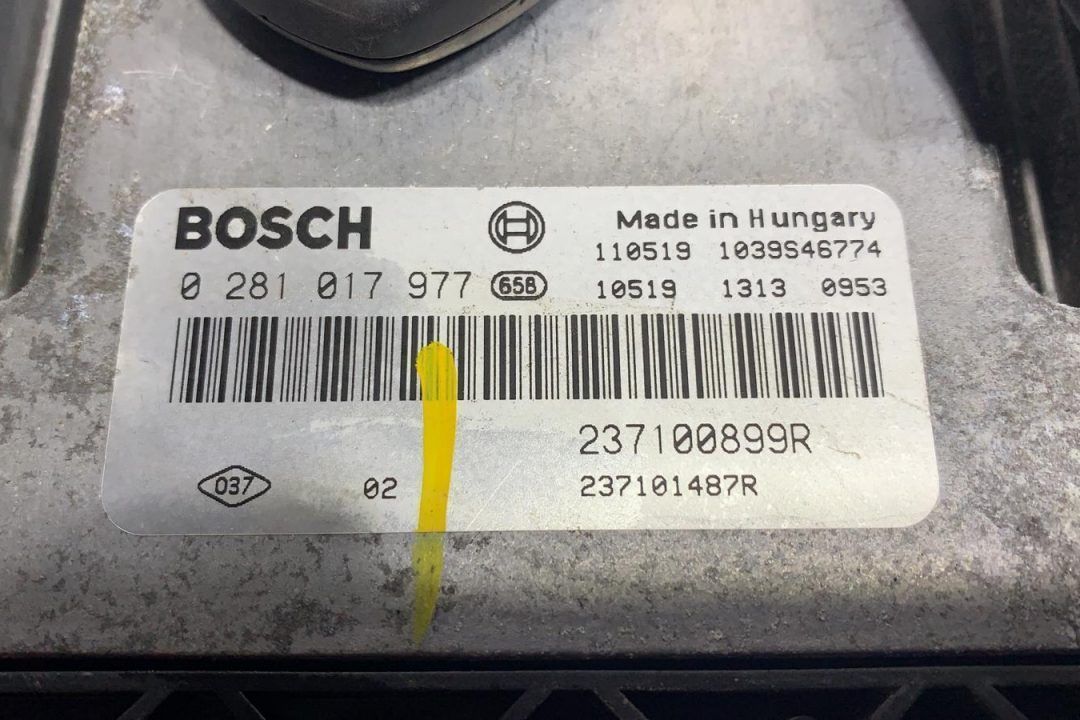 BOSCH
Made in Hungary
110519 1039S46774
0 281 017 977 658
10519 1313 0953
237100899R
037 02 237101487R